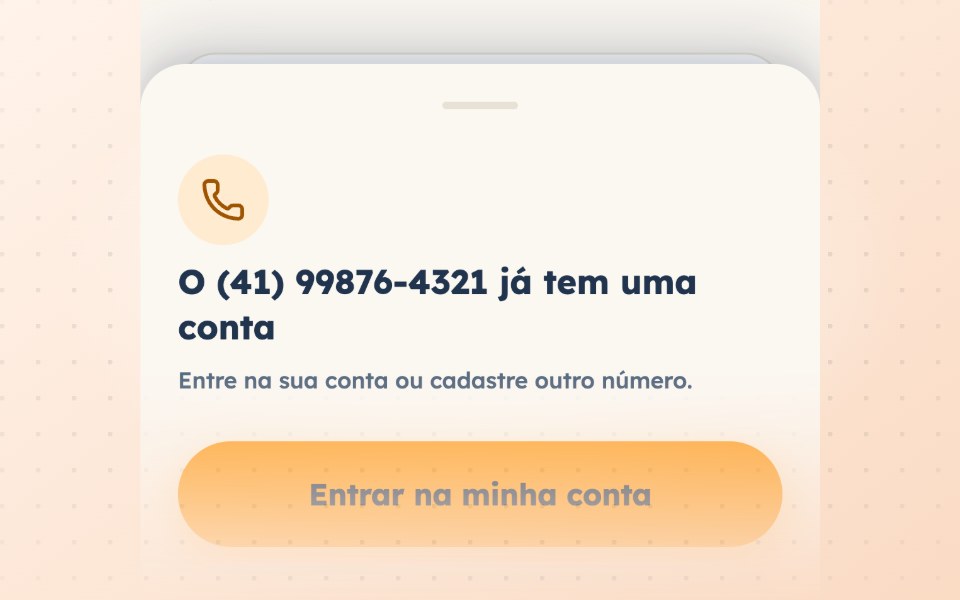 O (41) 99876-4321 já tem uma
conta
Entre na sua conta ou cadastre outro número.
Entrar na minha conta